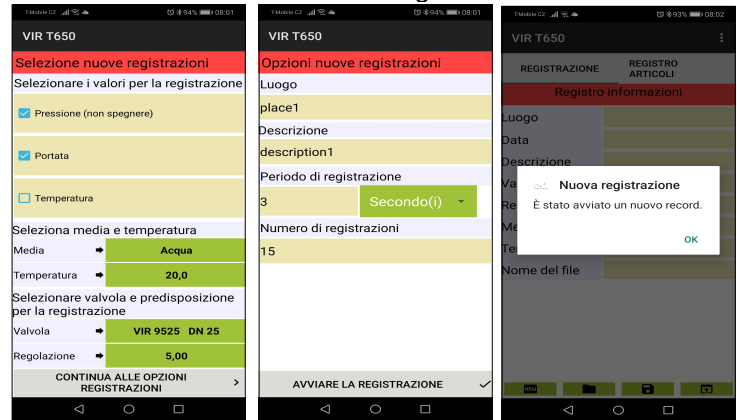 T-Mobile CZ 94% 08:01
VIR T650
Selezione nuove registrazioni
Selezionare i valori per la registrazione
Pressione (non spegnere)
Portata
Temperatura
Seleziona media e temperatura
Media Acqua
Temperatura 20,0
Selezionare valvola e predisposizione
per la registrazione
Valvola VIR 9525 DN 25
Regolazione 5,00
CONTINUA ALLE OPZIONI
REGISTRAZIONI
T-Mobile CZ 94% 08:01
VIR T650
Opzioni nuove registrazioni
Luogo
place1
Descrizione
description1
Periodo di registrazione
3 Secondo(i)
Numero di registrazioni
15
AVVIARE LA REGISTRAZIONE
T-Mobile CZ 93% 08:02
VIR T650
REGISTRAZIONE
REGISTRO
ARTICOLI
Registro informazioni
Luogo
Data
Descrizione
Va
Nuova registrazione
Re
È stato avviato un nuovo record.
Me
Te
OK
Nome del file
NEW